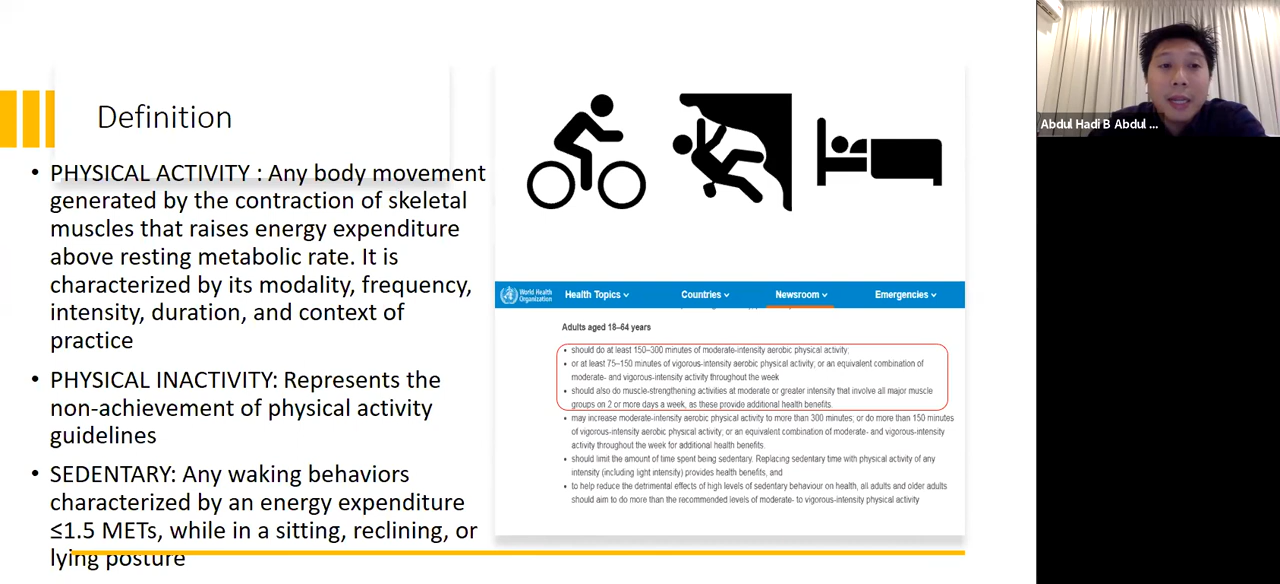 Definition
• PHYSICAL ACTIVITY : Any body movement
generated by the contraction of skeletal
muscles that raises energy expenditure
above resting metabolic rate. It is
characterized by its modality, frequency,
intensity, duration, and context of
practice
• PHYSICAL INACTIVITY: Represents the
non-achievement of physical activity
guidelines
• SEDENTARY: Any waking behaviors
characterized by an energy expenditure
≤1.5 METs, while in a sitting, reclining, or
lying posture
World Health
Organization
Health Topics
Countries
Newsroom
Emergencies
Adults aged 18–64 years
• should do at least 150–300 minutes of moderate-intensity aerobic physical activity;
• or at least 75–150 minutes of vigorous-intensity aerobic physical activity; or an equivalent combination of
moderate- and vigorous-intensity activity throughout the week
• should also do muscle-strengthening activities at moderate or greater intensity that involve all major muscle
groups on 2 or more days a week, as these provide additional health benefits.
• may increase moderate-intensity aerobic physical activity to more than 300 minutes; or do more than 150 minutes
of vigorous-intensity aerobic physical activity; or an equivalent combination of moderate- and vigorous-intensity
activity throughout the week for additional health benefits.
• should limit the amount of time spent being sedentary. Replacing sedentary time with physical activity of any
intensity (including light intensity) provides health benefits, and
• to help reduce the detrimental effects of high levels of sedentary behaviour on health, all adults and older adults
should aim to do more than the recommended levels of moderate- to vigorous-intensity physical activity
Abdul Hadi B Abdul ...